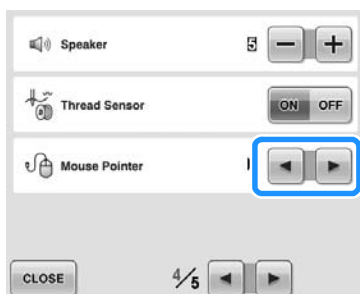 Speaker 5 − +
Thread Sensor ON OFF
Mouse Pointer
CLOSE 4/5